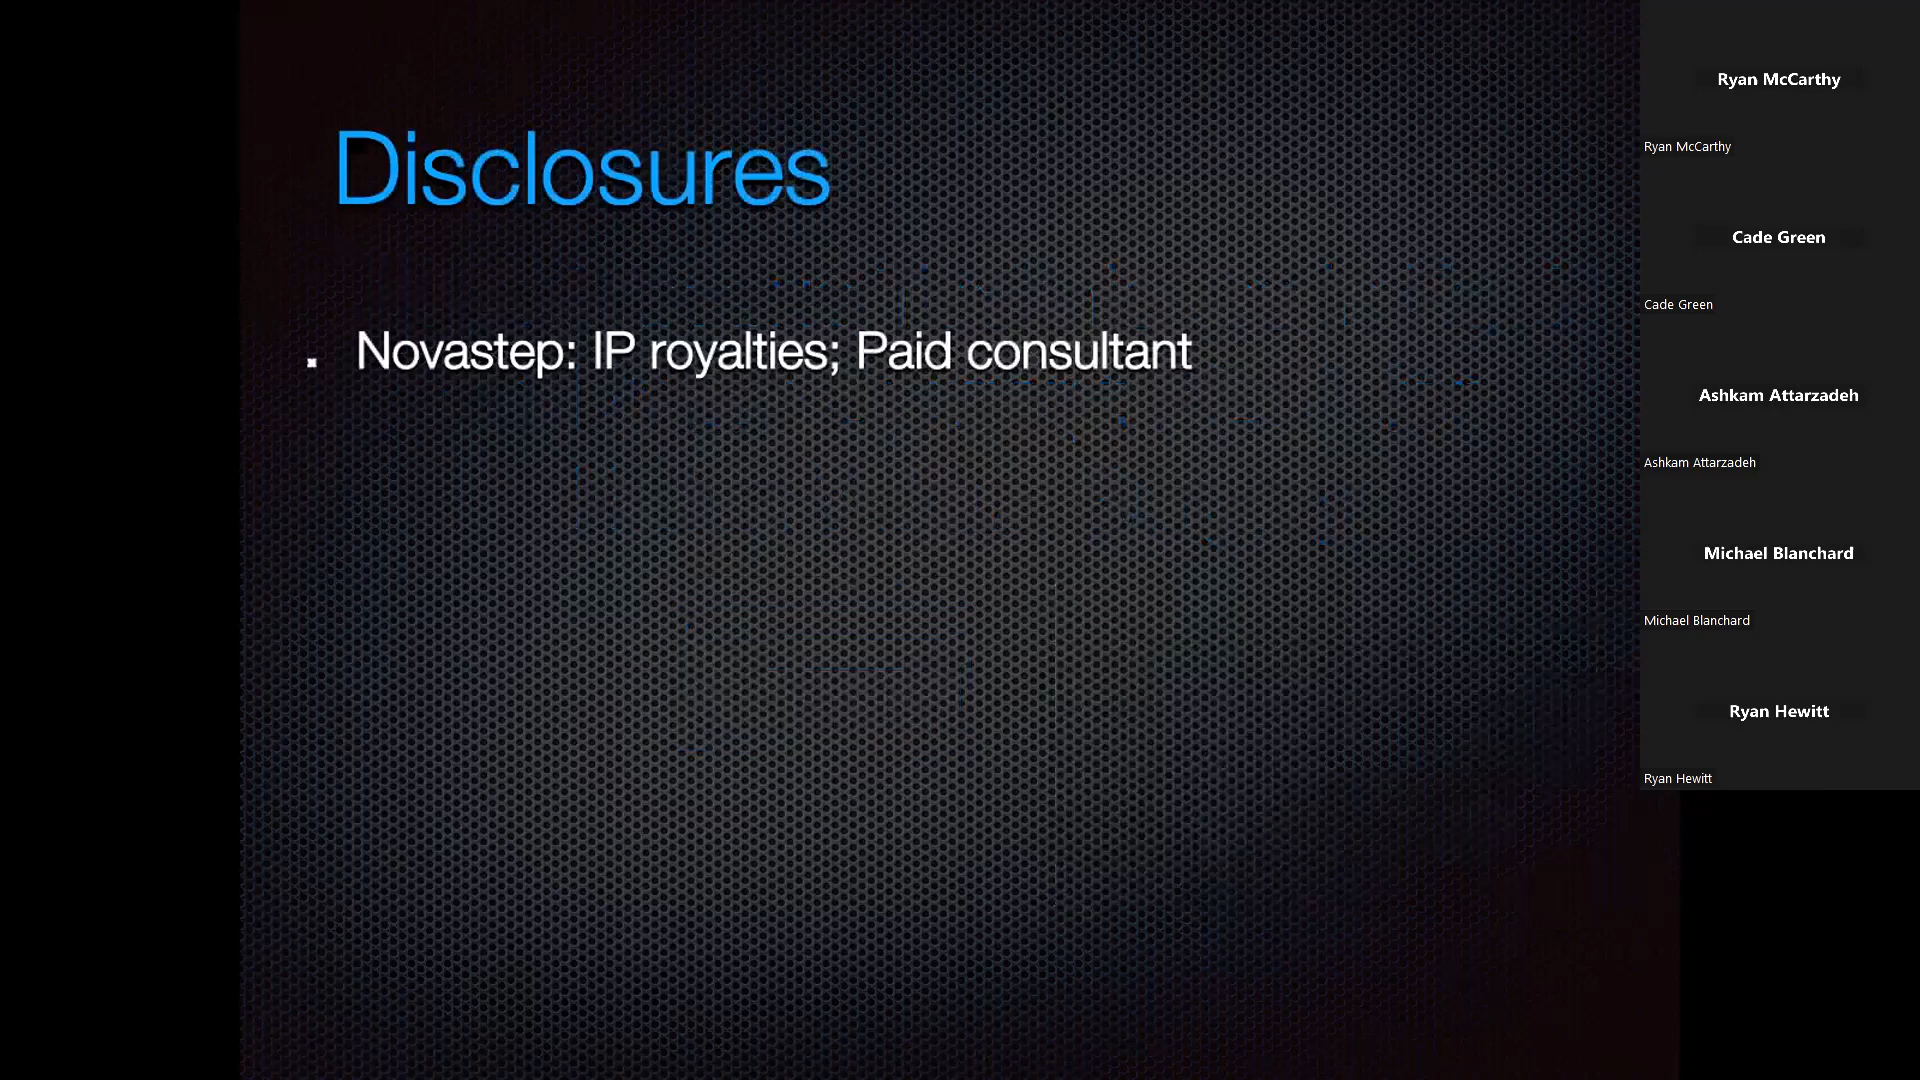 Disclosures
. Novastep: IP royalties; Paid consultant
Ryan McCarthy
Ryan McCarthy
Cade Green
Cade Green
Ashkam Attarzadeh
Ashkam Attarzadeh
Michael Blanchard
Michael Blanchard
Ryan Hewitt
Ryan Hewitt